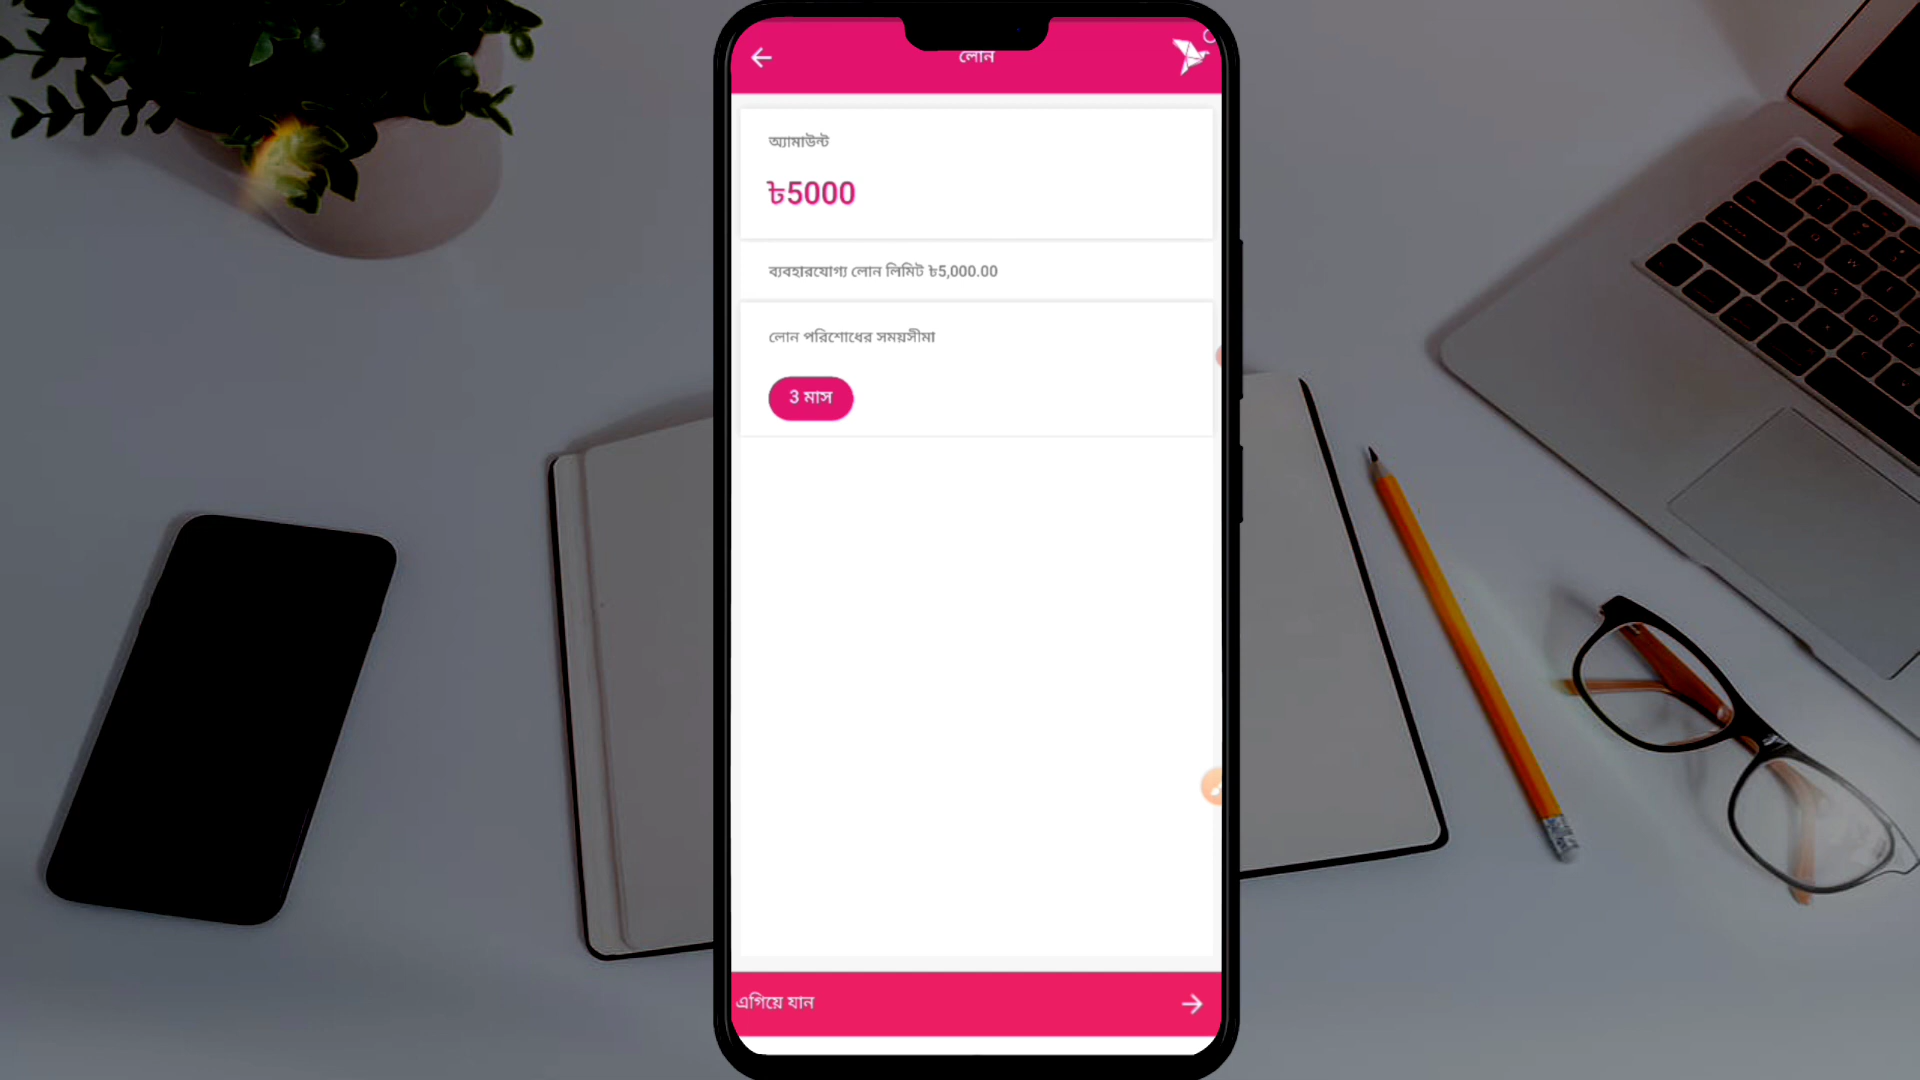 লোন
অ্যামাউন্ট
৳5000
ব্যবহারযোগ্য লোন লিমিট ৳5,000.00
লোন পরিশোধের সময়সীমা
3 মাস
এগিয়ে যান